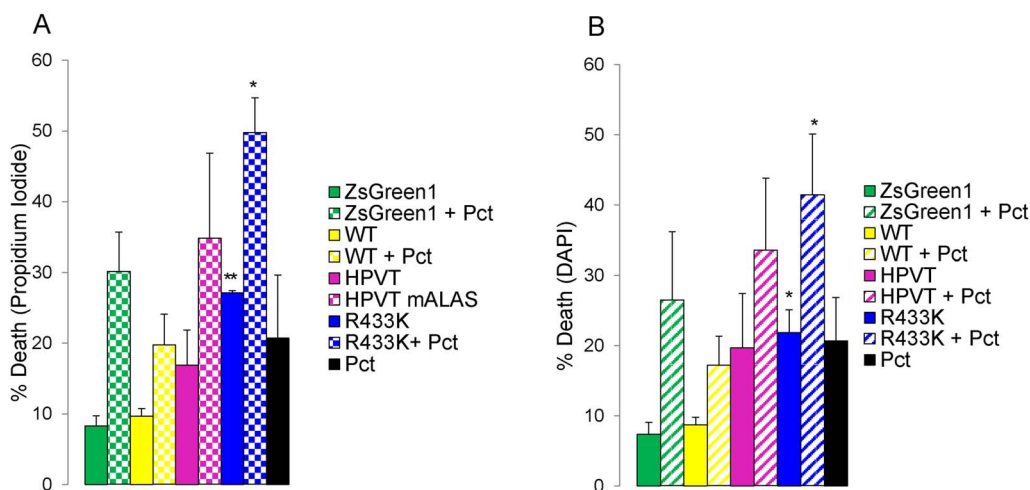 A
% Death (Propidium Iodide)
60
50
40
30
20
10
0
*
**
ZsGreen1
ZsGreen1 + Pct
WT
WT + Pct
HPVT
HPVT mALAS
R433K
R433K+ Pct
Pct
B
% Death (DAPI)
60
50
40
30
20
10
0
*
*
ZsGreen1
ZsGreen1 + Pct
WT
WT + Pct
HPVT
HPVT + Pct
R433K
R433K + Pct
Pct